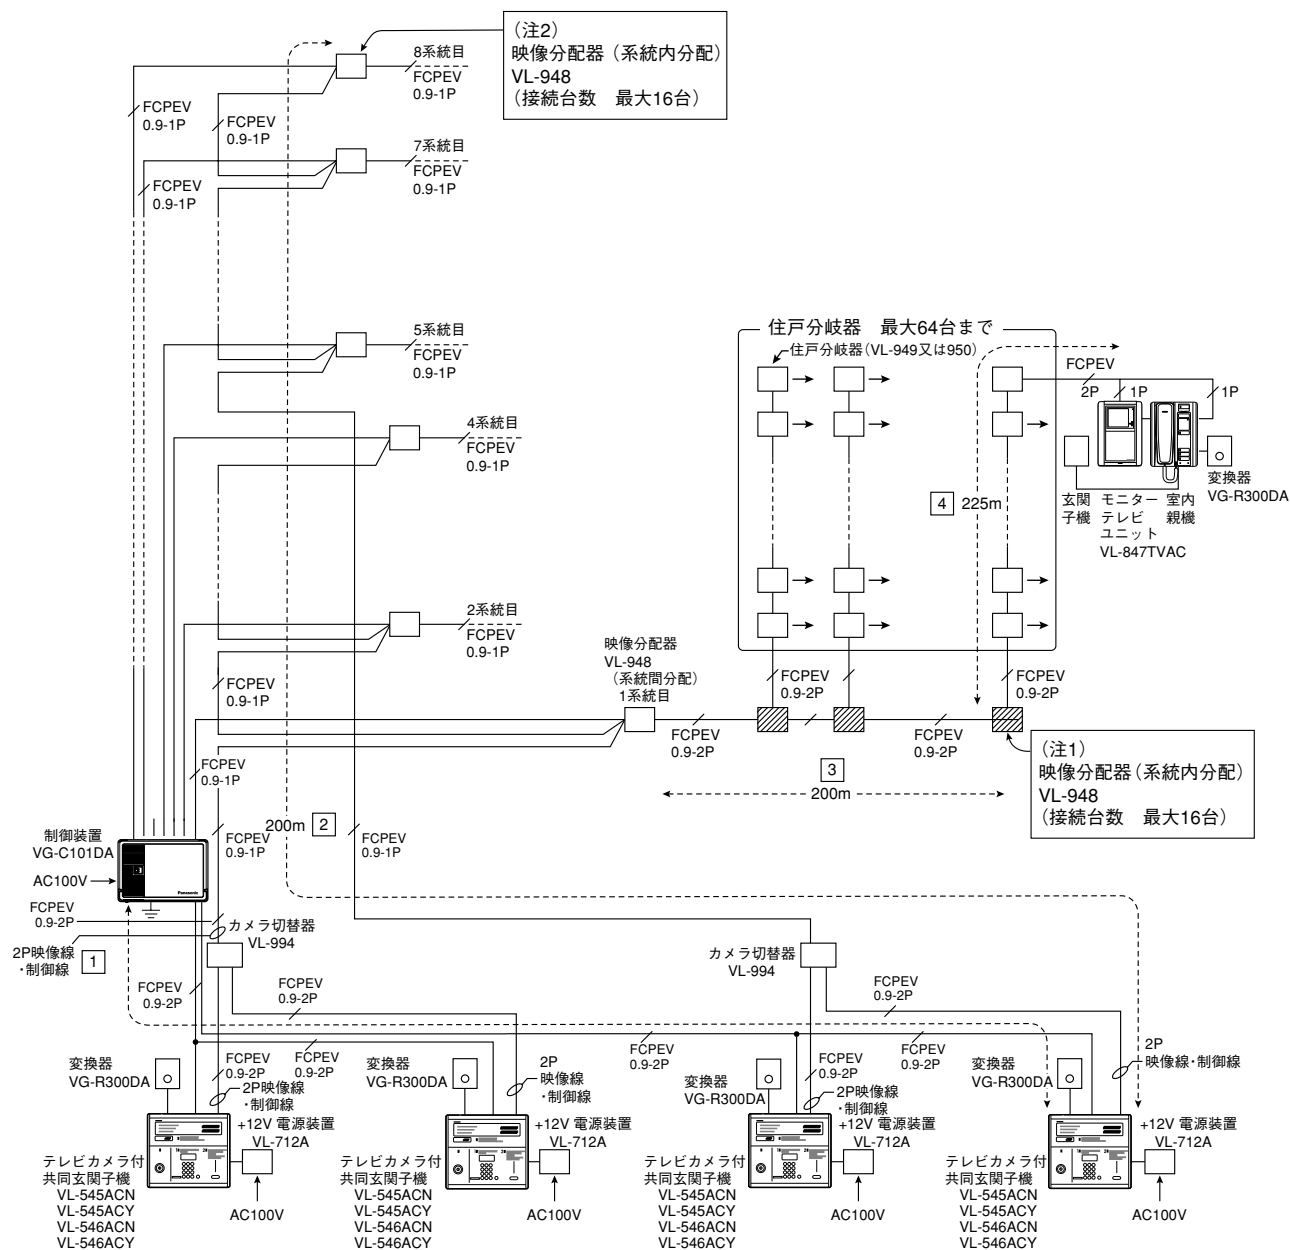 (注2)
映像分配器(系統内分配)
VL-948
(接続台数 最大16台)
8系統目
FCPEV
0.9-1P
FCPEV
0.9-1P
FCPEV
0.9-1P
7系統目
FCPEV
0.9-1P
FCPEV
0.9-1P
5系統目
FCPEV
0.9-1P
4系統目
FCPEV
0.9-1P
2系統目
FCPEV
0.9-1P
住戸分岐器 最大64台まで
住戸分岐器(VL-949又は950)
FCPEV
2P
1P
1P
4 225m
玄関
子機
モニター
テレビ
ユニット
VL-847TVAC
室内
親機
変換器
VG-R300DA
映像分配器
VL-948
(系統間分配)
1系統目
FCPEV
0.9-1P
FCPEV
0.9-2P
FCPEV
0.9-2P
FCPEV
0.9-2P
FCPEV
0.9-2P
(注1)
映像分配器(系統内分配)
VL-948
(接続台数 最大16台)
3
200m
FCPEV
0.9-1P
200m 2
FCPEV
0.9-1P
FCPEV
0.9-1P
制御装置
VG-C101DA
AC100V
Panasonic
FCPEV
0.9-2P
2P映像線
・制御線
1
カメラ切替器
VL-994
カメラ切替器
VL-994
FCPEV
0.9-2P
FCPEV
0.9-2P
FCPEV
0.9-2P
FCPEV
0.9-2P
FCPEV
0.9-2P
FCPEV
0.9-2P
FCPEV
0.9-2P
FCPEV
0.9-2P
変換器
VG-R300DA
2P映像線
・制御線
+12V 電源装置
VL-712A
AC100V
テレビカメラ付
共同玄関子機
VL-545ACN
VL-545ACY
VL-546ACN
VL-546ACY
変換器
VG-R300DA
2P
映像線
・制御線
+12V 電源装置
VL-712A
AC100V
テレビカメラ付
共同玄関子機
VL-545ACN
VL-545ACY
VL-546ACN
VL-546ACY
変換器
VG-R300DA
2P映像線
・制御線
+12V 電源装置
VL-712A
AC100V
テレビカメラ付
共同玄関子機
VL-545ACN
VL-545ACY
VL-546ACN
VL-546ACY
変換器
VG-R300DA
2P
映像線・制御線
+12V 電源装置
VL-712A
AC100V
テレビカメラ付
共同玄関子機
VL-545ACN
VL-545ACY
VL-546ACN
VL-546ACY